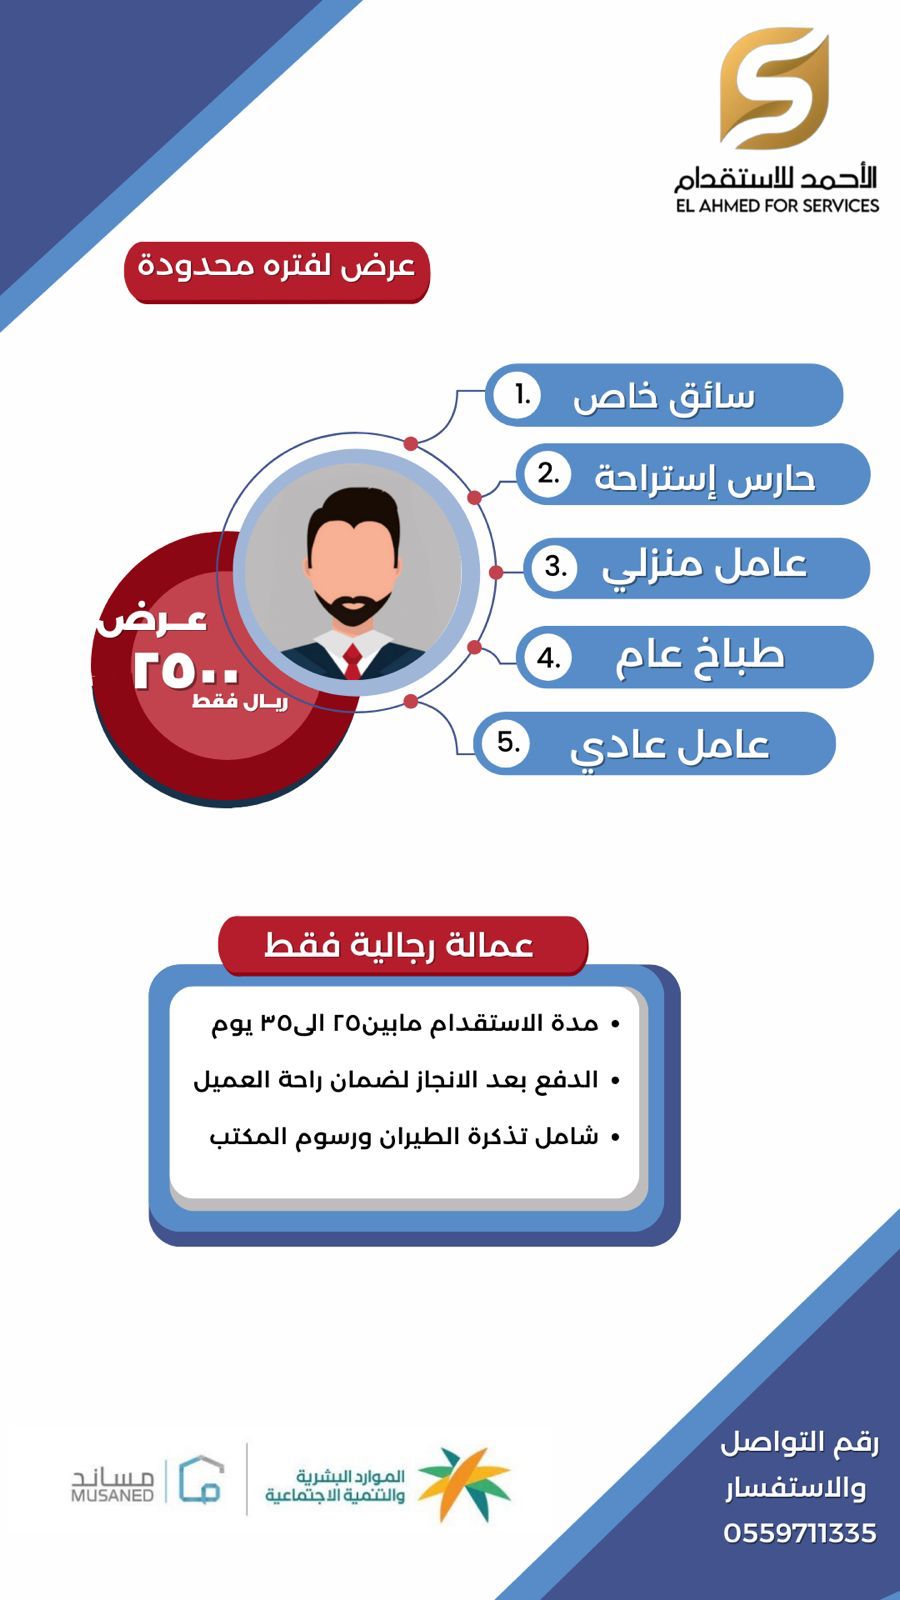 الأحمد للاستقدام
EL AHMED FOR SERVICES
عرض لفتره محدودة
1. سائق خاص
2. حارس إستراحة
3. عامل منزلي
4. طباخ عام
5. عامل عادي
عـرض
٢٥٠٠
ريـال فقط
عمالة رجالية فقط
• مدة الاستقدام مابين٢٥ الى٣٥ يوم
• الدفع بعد الانجاز لضمان راحة العميل
• شامل تذكرة الطيران ورسوم المكتب
رقم التواصل
والاستفسار
0559711335
الموارد البشرية
والتنمية الاجتماعية
مساند
MUSANED